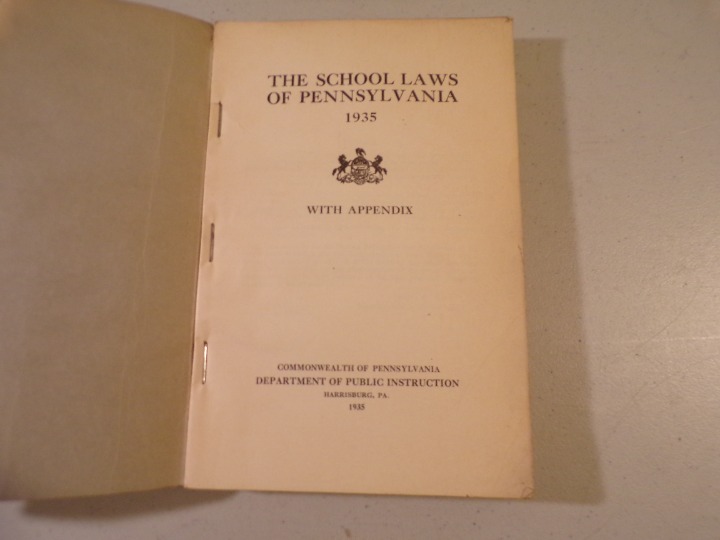 THE SCHOOL LAWS
OF PENNSYLVANIA
1935
WITH APPENDIX
COMMONWEALTH OF PENNSYLVANIA
DEPARTMENT OF PUBLIC INSTRUCTION
HARRISBURG, PA.
1935